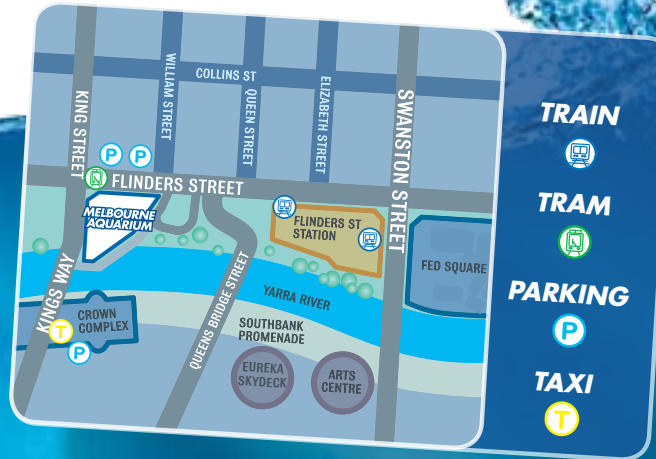 COLLINS ST
WILLIAM STREET
QUEEN STREET
ELIZABETH STREET
KING STREET
SWANSTON STREET
P
P
FLINDERS STREET
MELBOURNE
AQUARIUM
FLINDERS ST
STATION
FED SQUARE
KINGS WAY
QUEENS BRIDGE STREET
YARRA RIVER
CROWN
COMPLEX
T
P
SOUTHBANK
PROMENADE
EUREKA
SKYDECK
ARTS
CENTRE
TRAIN
TRAM
PARKING
P
TAXI
T